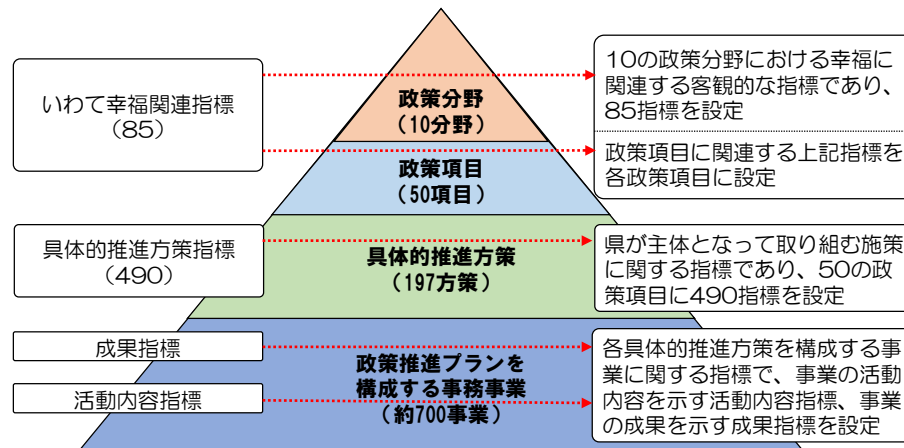 いわて幸福関連指標
（85）
具体的推進方策指標
（490）
成果指標
活動内容指標
政策分野
（10分野）
政策項目
（50項目）
具体的推進方策
（197方策）
政策推進プランを
構成する事務事業
（約700事業）
10の政策分野における幸福に
関連する客観的な指標であり、
85指標を設定
政策項目に関連する上記指標を
各政策項目に設定
県が主体となって取り組む施策
に関する指標であり、50の政
策項目に490指標を設定
各具体的推進方策を構成する事
業に関する指標で、事業の活動
内容を示す活動内容指標、事業
の成果を示す成果指標を設定